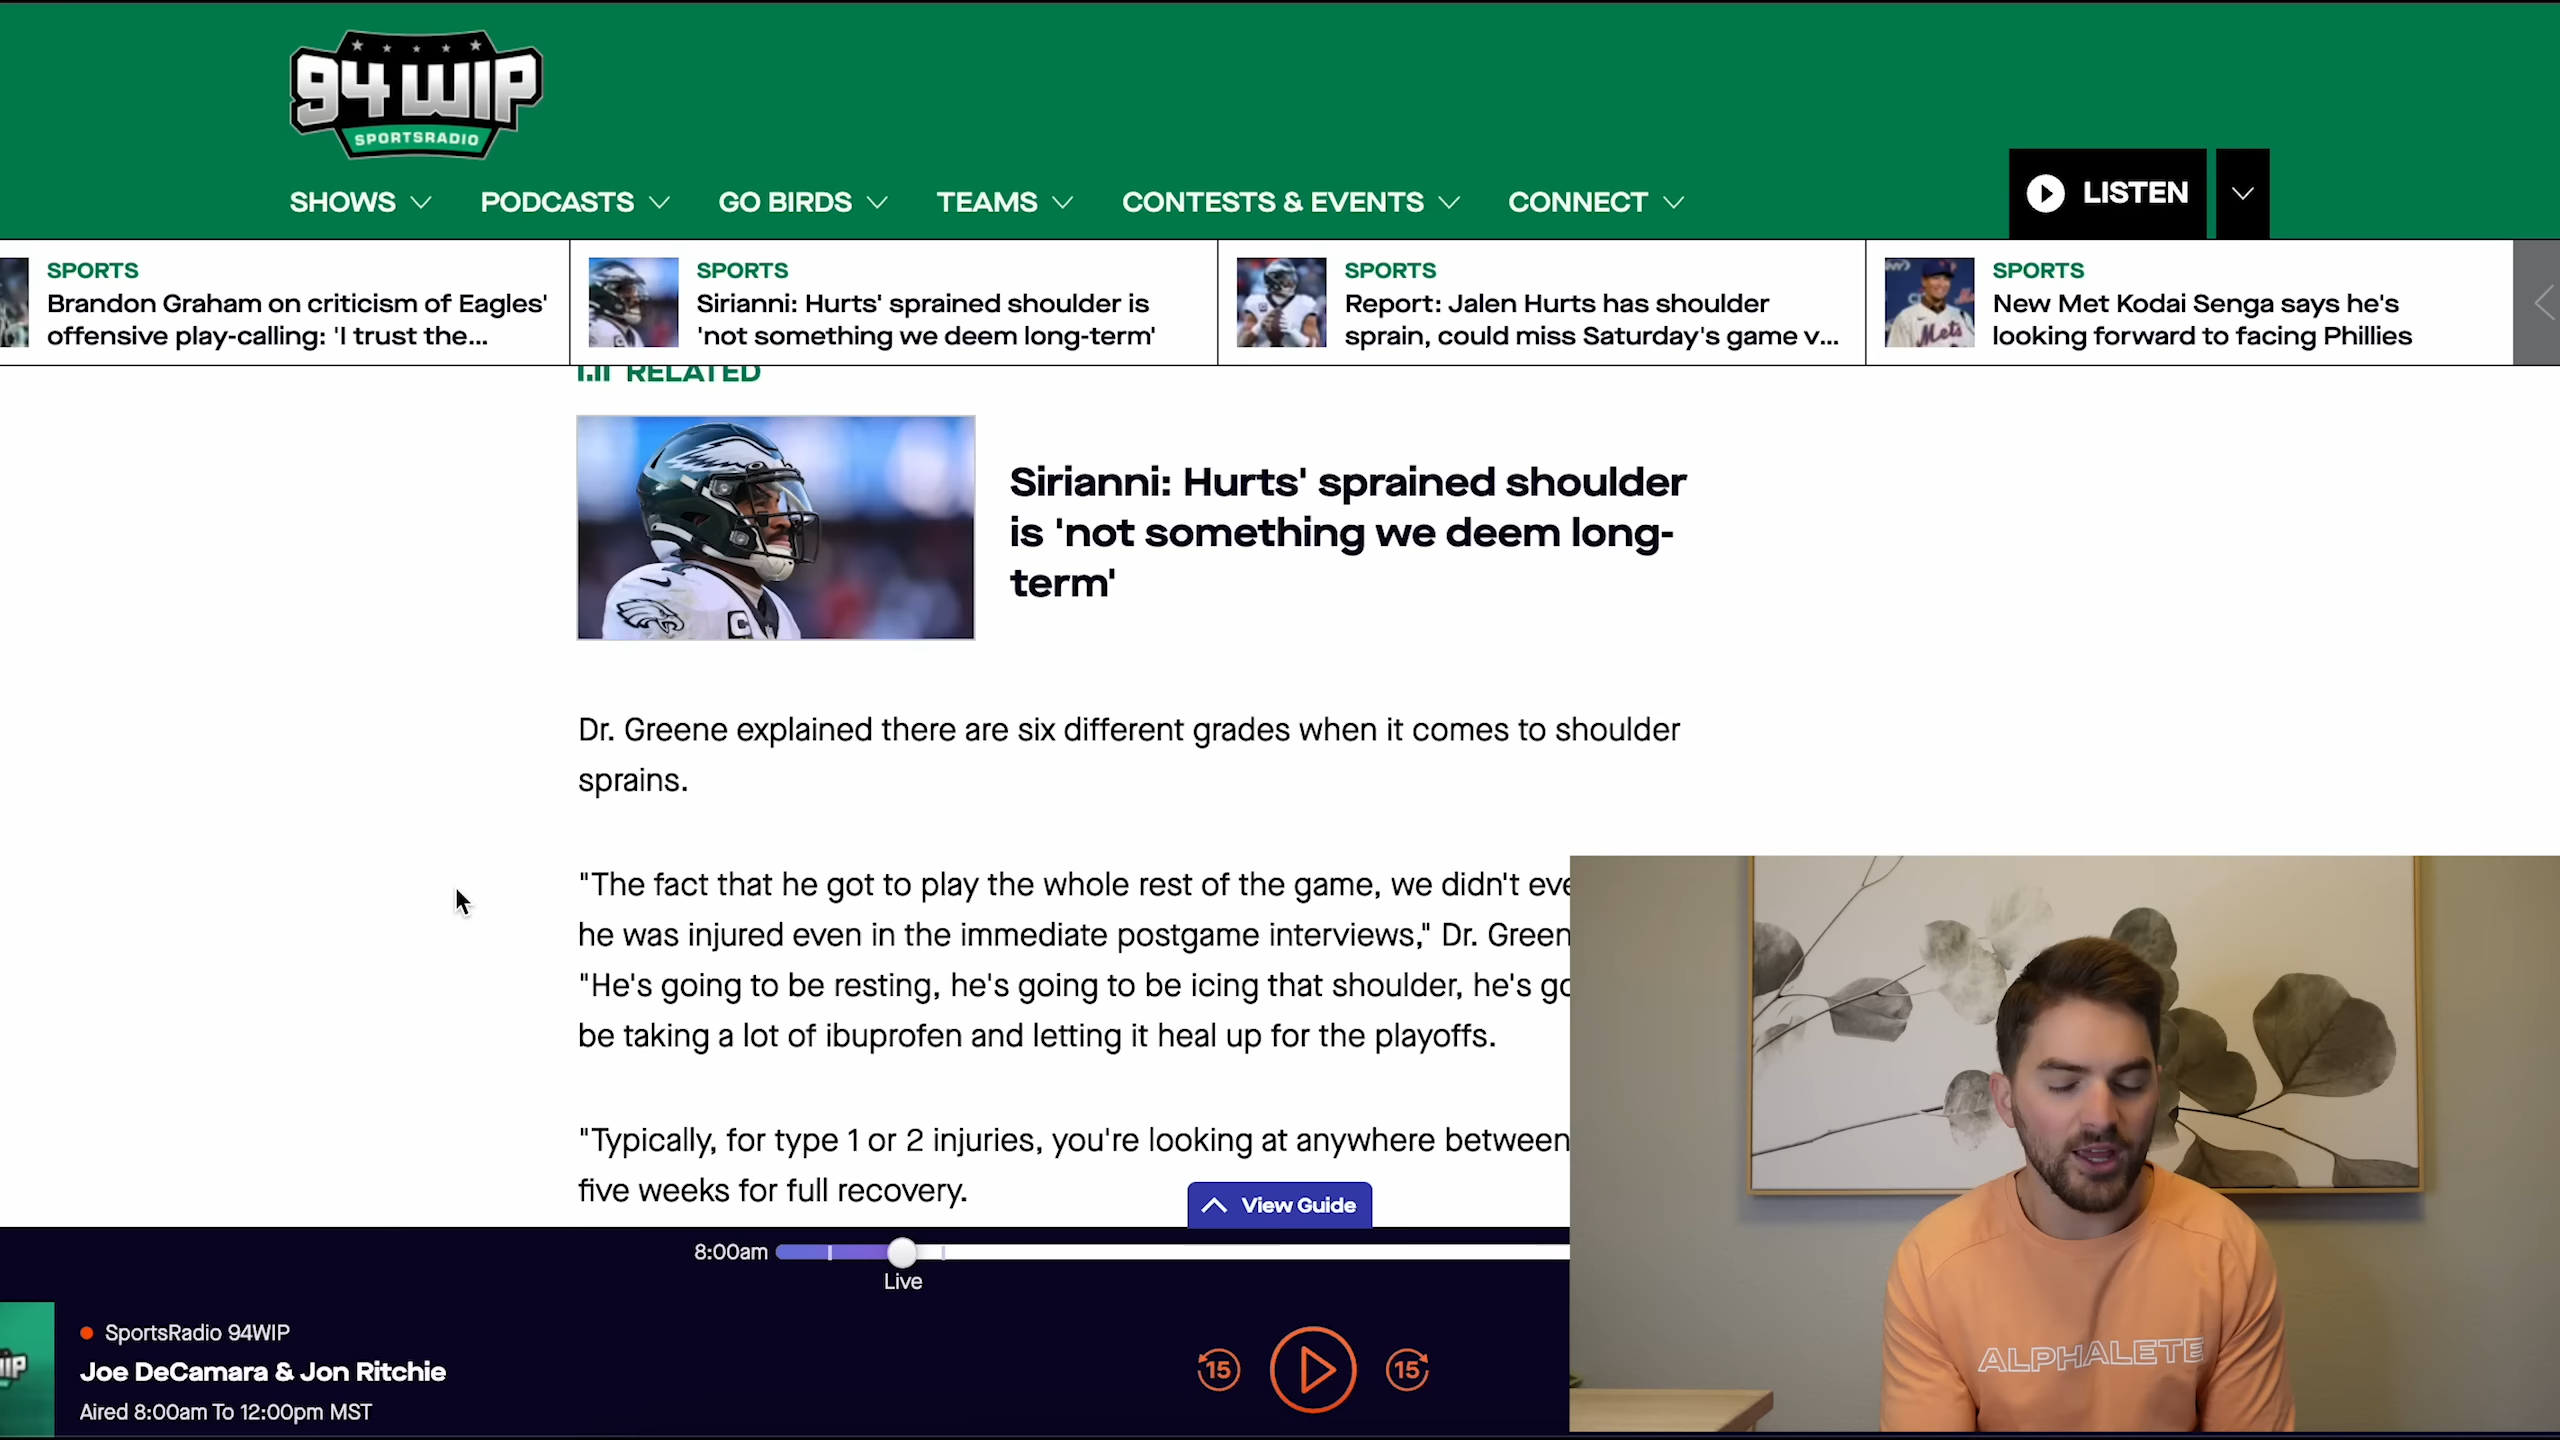 94 WIP
SPORTSRADIO
SHOWS PODCASTS GO BIRDS TEAMS CONTESTS & EVENTS CONNECT
LISTEN
SPORTS
Brandon Graham on criticism of Eagles'
offensive play-calling: 'I trust the...
SPORTS
Sirianni: Hurts' sprained shoulder is
'not something we deem long-term'
SPORTS
Report: Jalen Hurts has shoulder
sprain, could miss Saturday's game v...
SPORTS
New Met Kodai Senga says he's
looking forward to facing Phillies
Mets
RELATED
Sirianni: Hurts' sprained shoulder
is 'not something we deem long-
term'
Dr. Greene explained there are six different grades when it comes to shoulder
sprains.
"The fact that he got to play the whole rest of the game, we didn't eve
he was injured even in the immediate postgame interviews," Dr. Green
"He's going to be resting, he's going to be icing that shoulder, he's go
be taking a lot of ibuprofen and letting it heal up for the playoffs.
"Typically, for type 1 or 2 injuries, you're looking at anywhere between
five weeks for full recovery.
View Guide
8:00am
Live
SportsRadio 94WIP
Joe DeCamara & Jon Ritchie
Aired 8:00am To 12:00pm MST
15
15
ALPHALETE